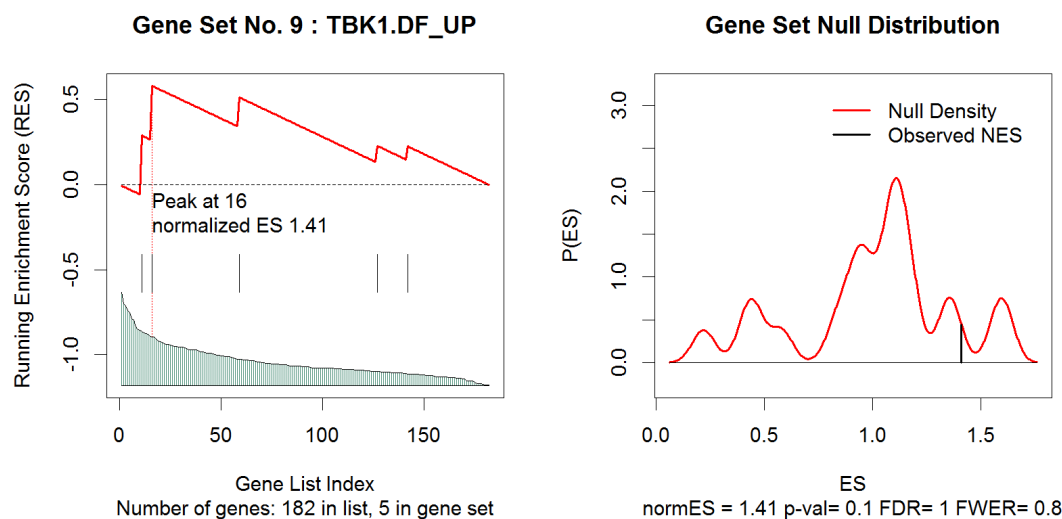 Gene Set No. 9 : TBK1.DF_UP
Running Enrichment Score (RES)
0.5
0.0
-0.5
-1.0
Peak at 16
normalized ES 1.41
0 50 100 150
Gene List Index
Number of genes: 182 in list, 5 in gene set
Gene Set Null Distribution
P(ES)
3.0
2.0
1.0
0.0
Null Density
Observed NES
0.0 0.5 1.0 1.5
ES
normES = 1.41 p-val= 0.1 FDR= 1 FWER= 0.8